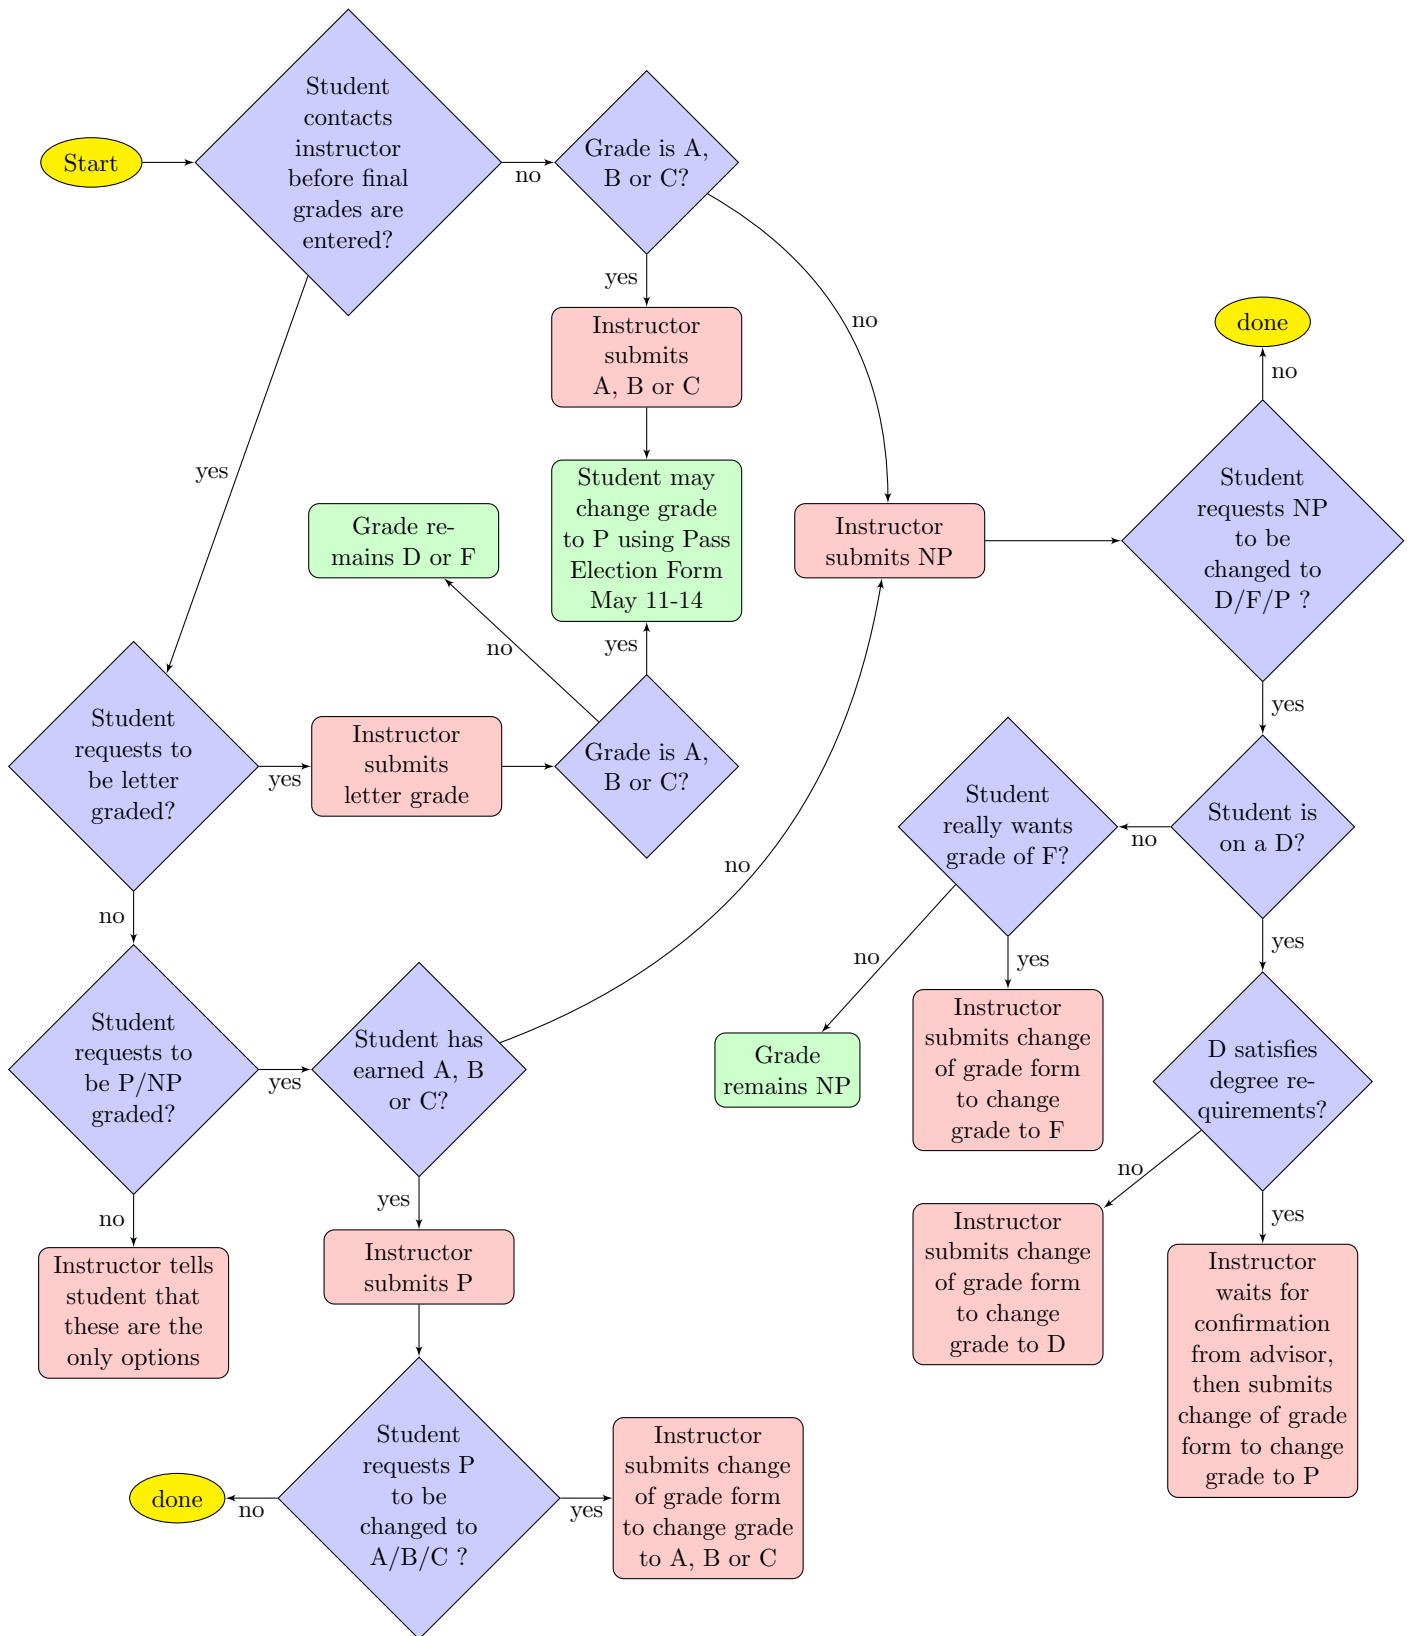 Start
Student
contacts
instructor
before final
grades are
entered?
no
Grade is A,
B or C?
yes
no
Instructor
submits
A, B or C
done
no
yes
Student may
change grade
to P using Pass
Election Form
May 11-14
Grade re-
mains D or F
Instructor
submits NP
Student
requests NP
to be
changed to
D/F/P ?
no
yes
yes
Student
requests to
be letter
graded?
yes
Instructor
submits
letter grade
Grade is A,
B or C?
Student
really wants
grade of F?
no
Student is
on a D?
no
no
yes
no
yes
Student
requests to
be P/NP
graded?
yes
Student has
earned A, B
or C?
Grade
remains NP
Instructor
submits change
of grade form
to change
grade to F
D satisfies
degree re-
quirements?
no
yes
no
yes
Instructor tells
student that
these are the
only options
Instructor
submits P
Instructor
submits change
of grade form
to change
grade to D
Instructor
waits for
confirmation
from advisor,
then submits
change of grade
form to change
grade to P
done
no
Student
requests P
to be
changed to
A/B/C ?
yes
Instructor
submits change
of grade form
to change grade
to A, B or C